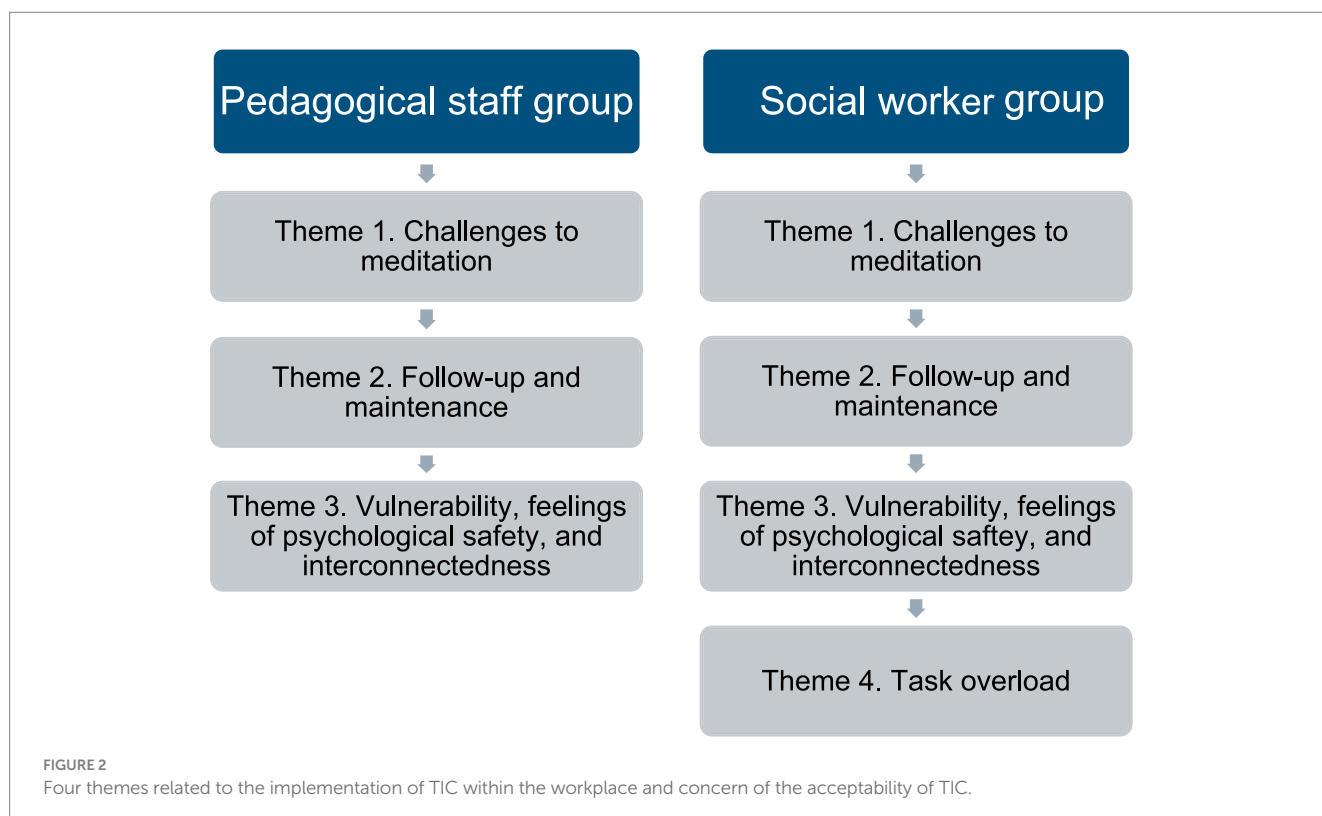 Pedagogical staff group
Theme 1. Challenges to
meditation
Theme 2. Follow-up and
maintenance
Theme 3. Vulnerability, feelings
of psychological safety, and
interconnectedness
Social worker group
Theme 1. Challenges to
meditation
Theme 2. Follow-up and
maintenance
Theme 3. Vulnerability, feelings
of psychological saftey, and
interconnectedness
Theme 4. Task overload
FIGURE 2
Four themes related to the implementation of TIC within the workplace and concern of the acceptability of TIC.